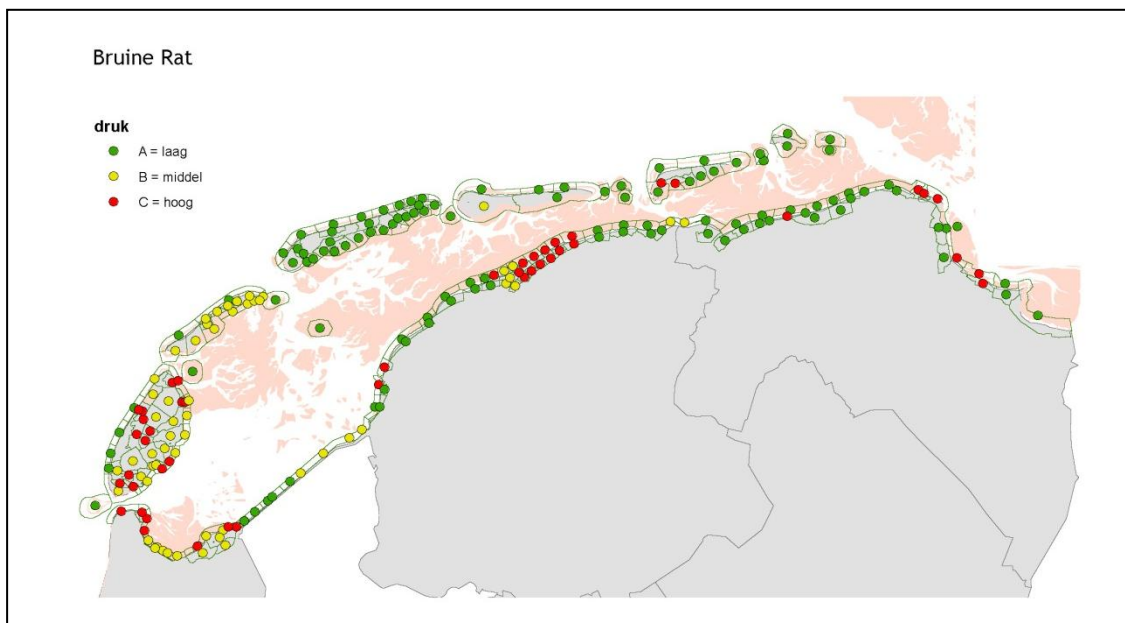 Bruine Rat
druk
A = laag
B = middel
C = hoog